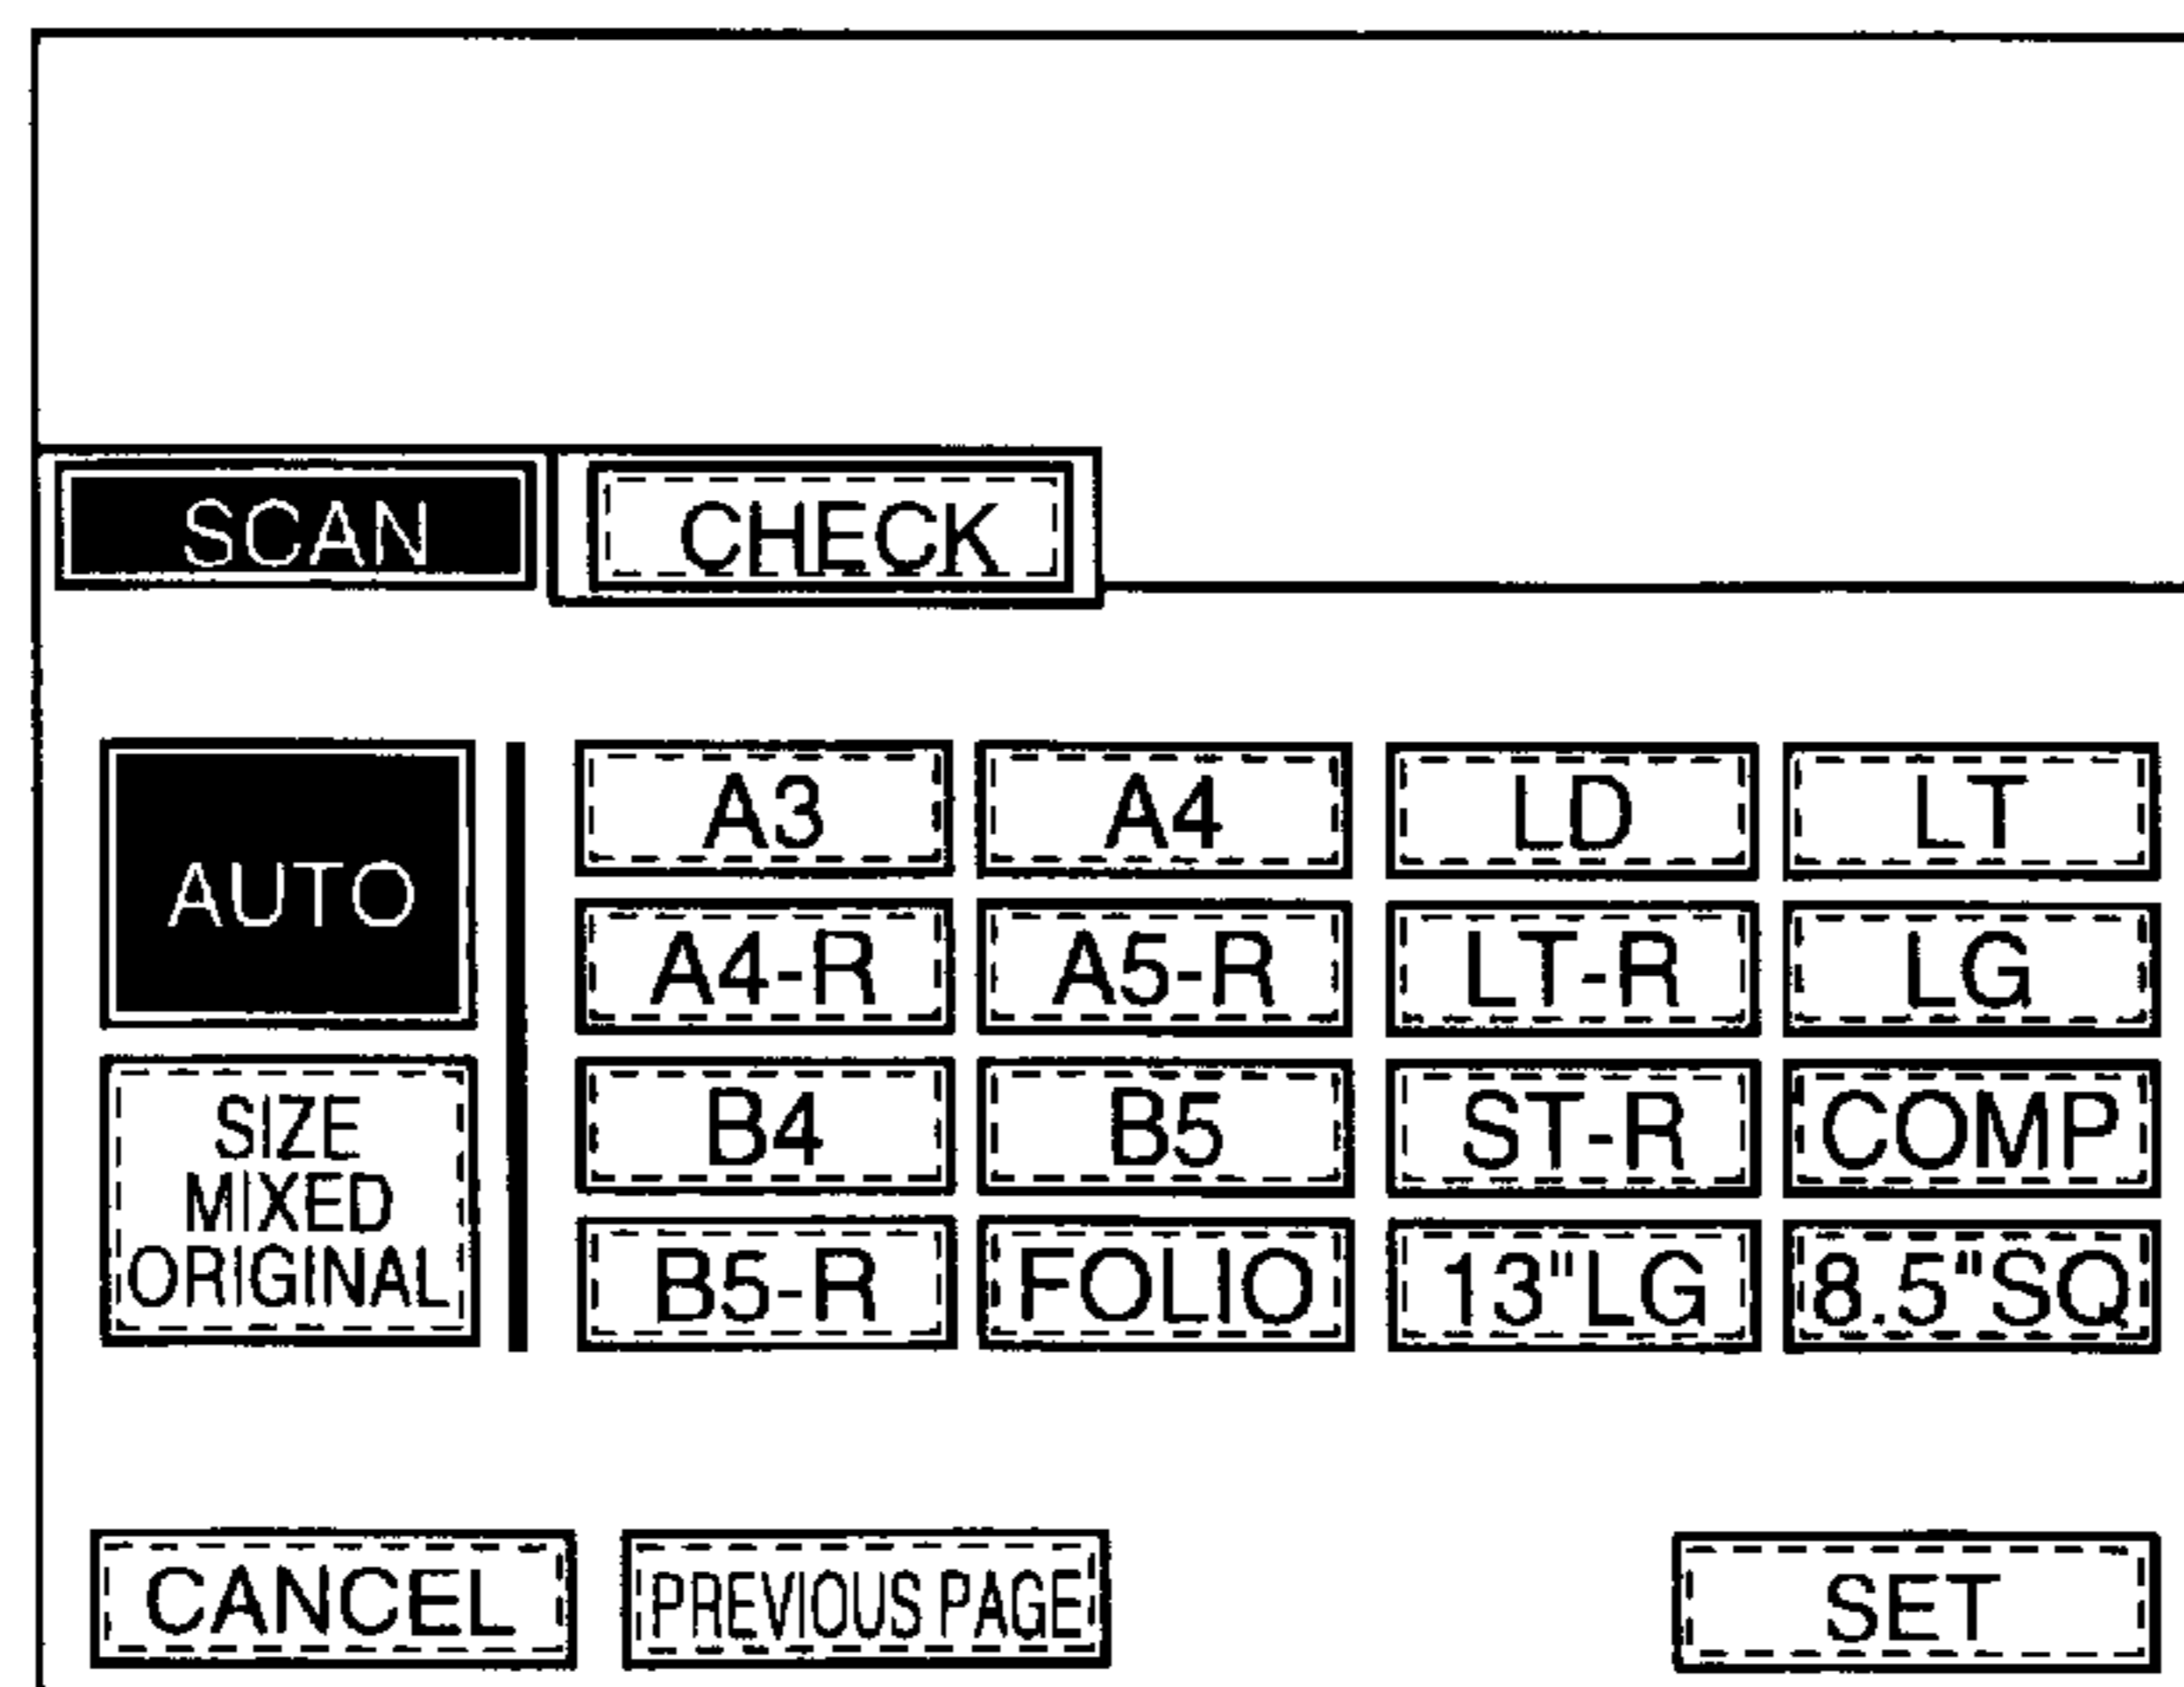 SCAN CHECK
AUTO
SIZE
MIXED
ORIGINAL
A3 A4 LD LT
A4-R A5-R LT-R LG
B4 B5 ST-R COMP
B5-R FOLIO 13"LG 8.5"SQ
CANCEL PREVIOUS PAGE SET